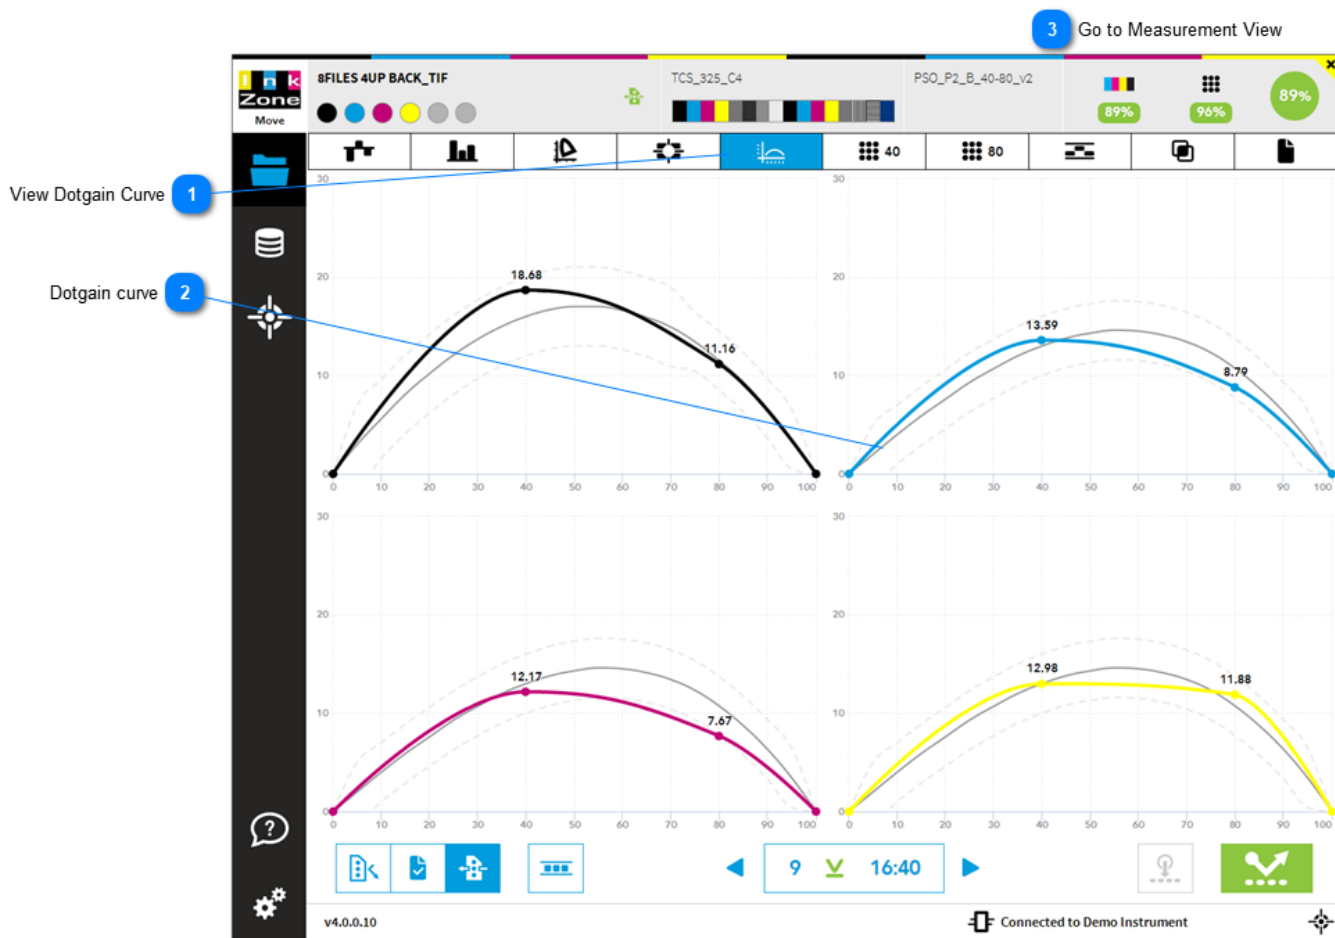 3 Go to Measurement View
Ink
Zone
Move
8FILES 4UP BACK_TIF
TCS_325_C4
PSO_P2_B_40-80_v2
89%
96%
89%
40
80
View Dotgain Curve 1
Dotgain curve 2
30
20
10
0
18.68
11.16
0 10 20 30 40 50 60 70 80 90 100
30
20
10
0
13.59
8.79
0 10 20 30 40 50 60 70 80 90 100
30
20
10
0
12.17
7.67
0 10 20 30 40 50 60 70 80 90 100
30
20
10
0
12.98
11.88
0 10 20 30 40 50 60 70 80 90 100
?
9 16:40
v4.0.0.10
Connected to Demo Instrument